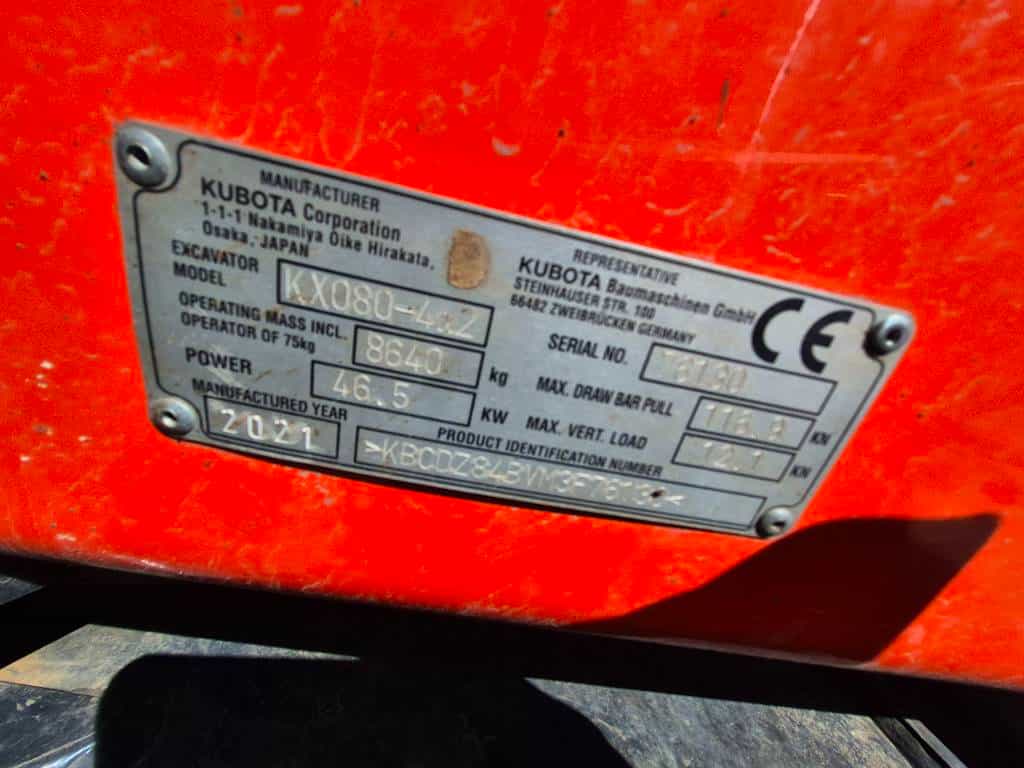 MANUFACTURER
KUBOTA Corporation
1-1-1 Nakamiya Oike Hirakata,
Osaka, JAPAN
EXCAVATOR
MODEL
KX080-4α2
OPERATING MASS INCL.
OPERATOR OF 75kg
8640 kg
POWER
46.5 KW
MANUFACTURED YEAR
2021
REPRESENTATIVE
KUBOTA Baumaschinen GmbH
STEINHAUSER STR. 100
66482 ZWEIBRÜCKEN GERMANY
CE
SERIAL NO.
MAX. DRAW BAR PULL
KN
MAX. VERT. LOAD
12.1 KN
PRODUCT IDENTIFICATION NUMBER